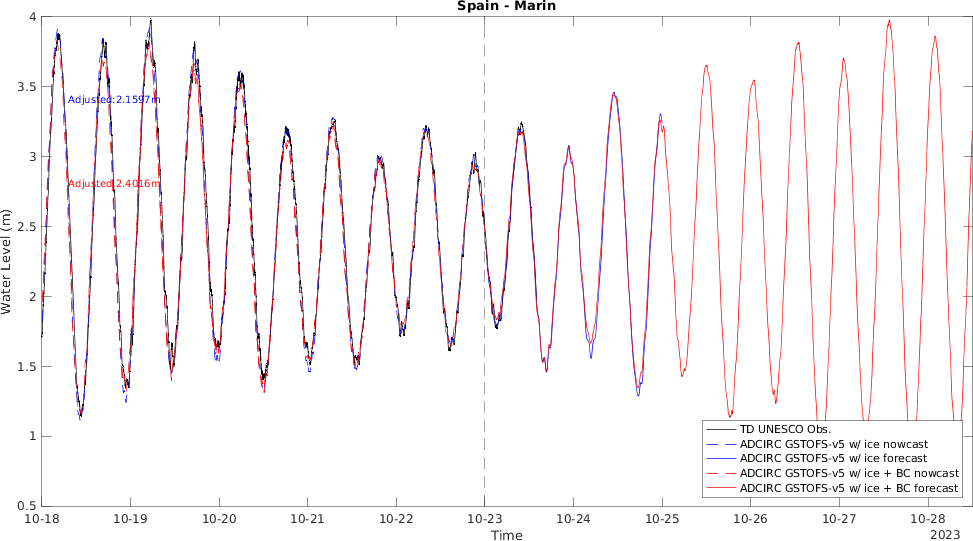 Spain - Marin
4
3.5
3
2.5
2
1.5
1
0.5
Water Level (m)
Adjusted:2.1597m
Adjusted:2.4016m
TD UNESCO Obs.
ADCIRC GSTOFS-v5 w/ ice nowcast
ADCIRC GSTOFS-v5 w/ ice forecast
ADCIRC GSTOFS-v5 w/ ice + BC nowcast
ADCIRC GSTOFS-v5 w/ ice + BC forecast
10-18 10-19 10-20 10-21 10-22 10-23 10-24 10-25 10-26 10-27 10-28
Time
2023